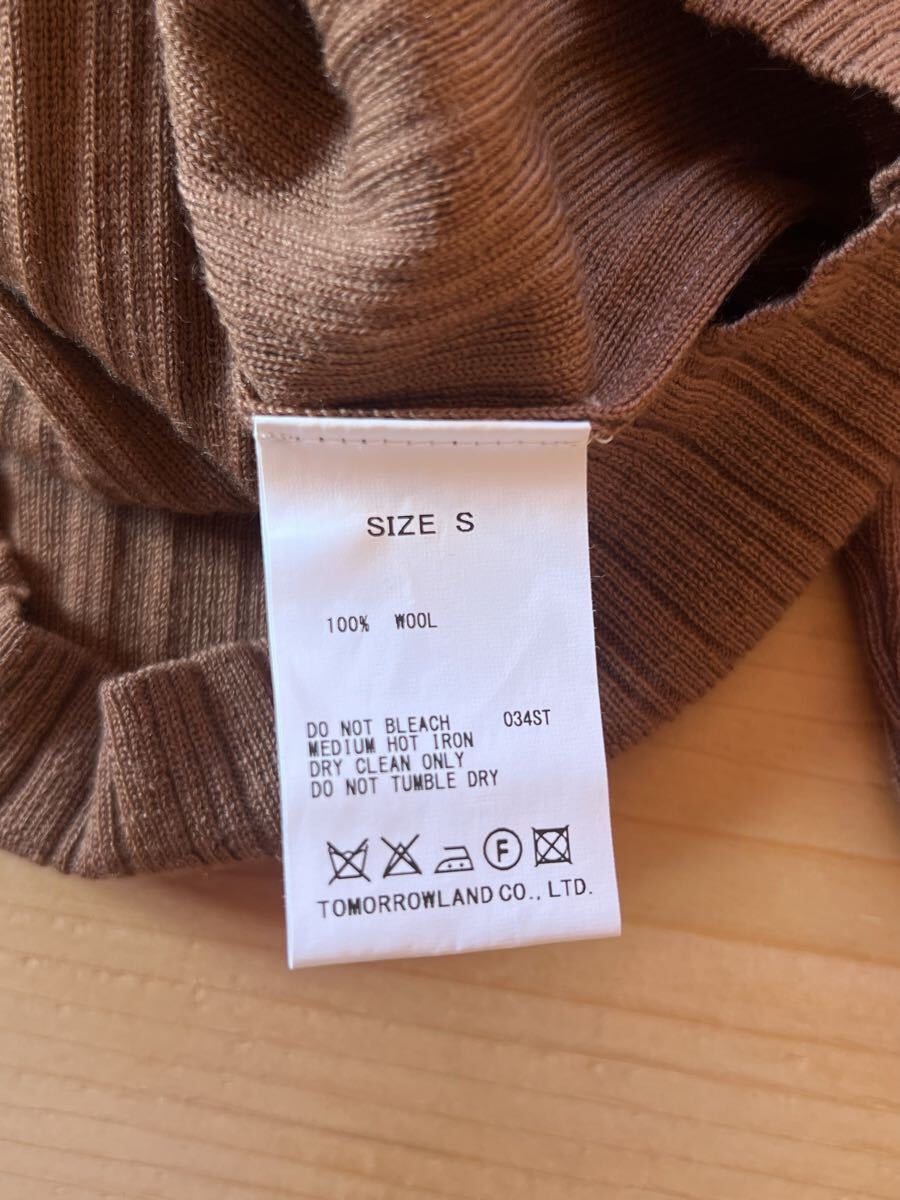 SIZE S
100% WOOL
DO NOT BLEACH 034ST
MEDIUM HOT IRON
DRY CLEAN ONLY
DO NOT TUMBLE DRY
F
TOMORROWLAND CO., LTD.